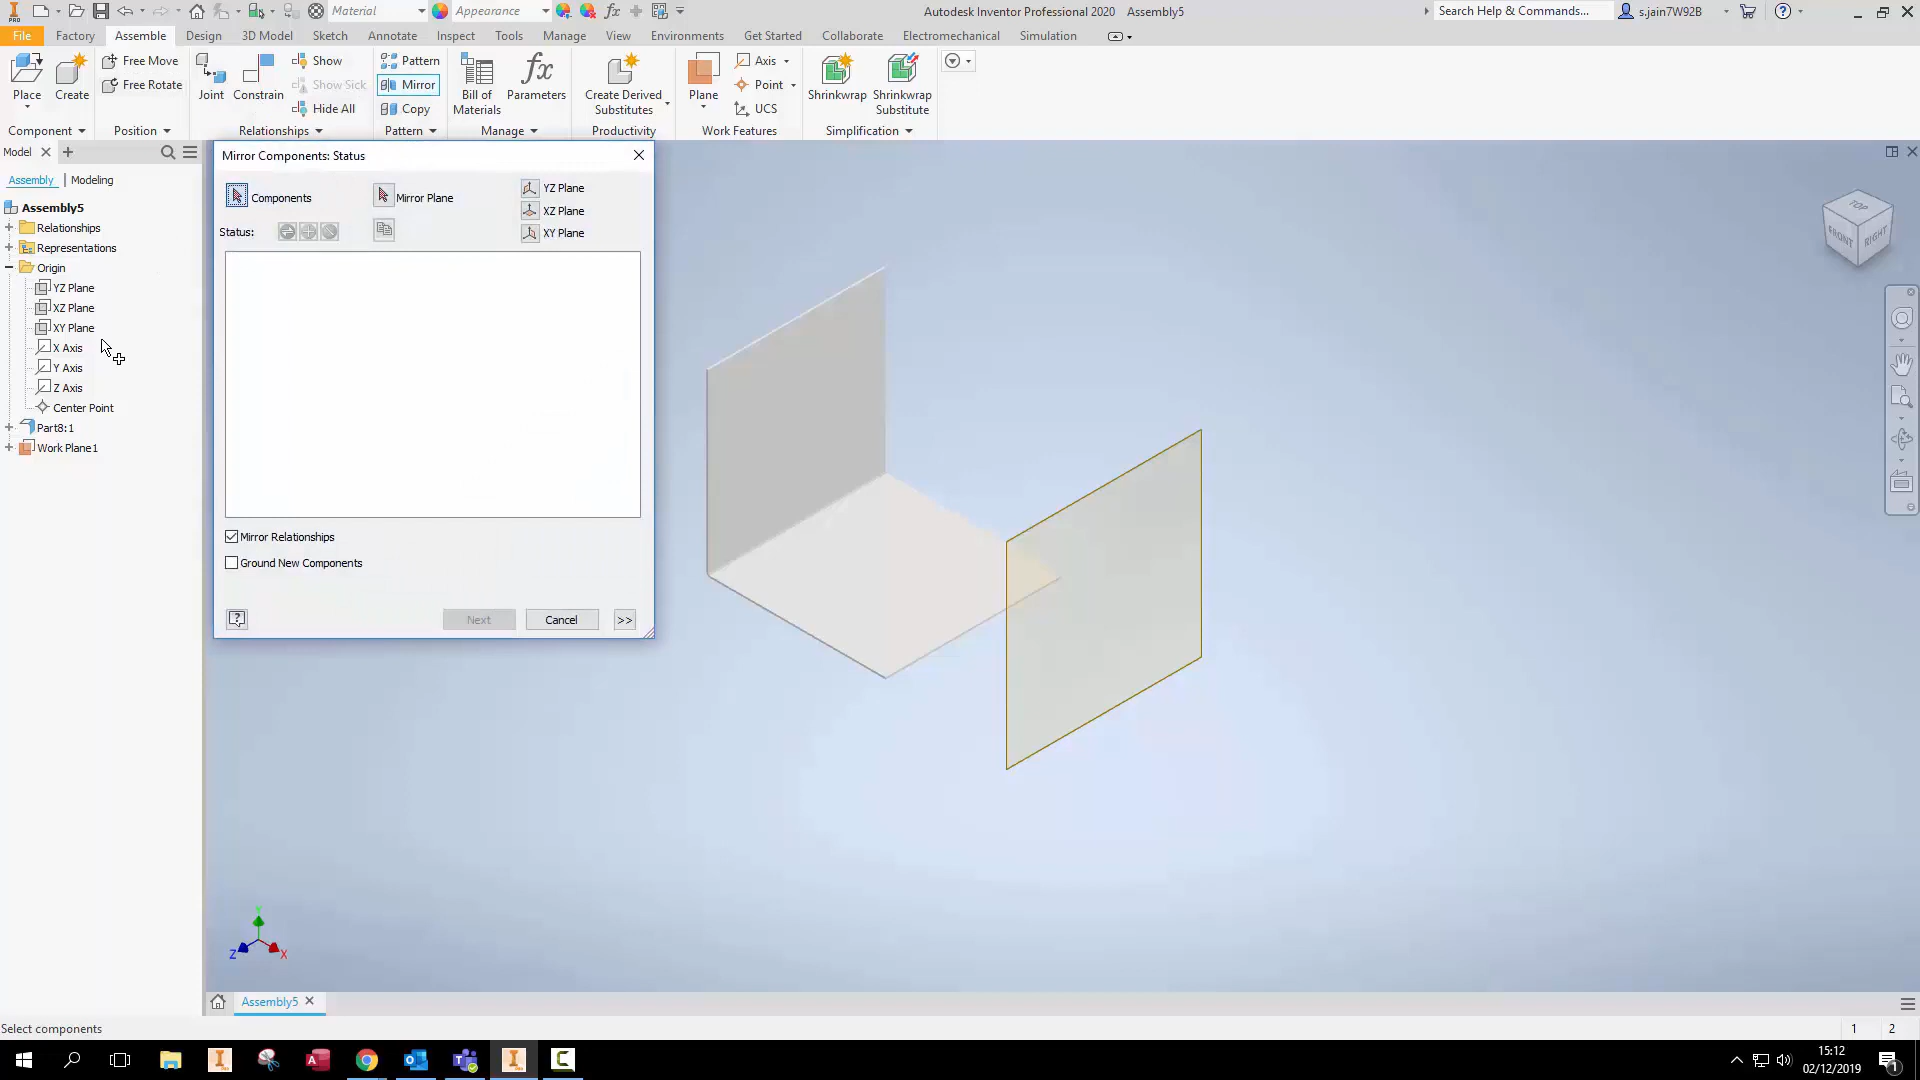 Material
Appearance
Autodesk Inventor Professional 2020 Assembly5
Search Help & Commands...
s.jain7W92B
File Factory Assemble Design 3D Model Sketch Annotate Inspect Tools Manage View Environments Get Started Collaborate Electromechanical Simulation
Place
Create
Free Move
Free Rotate
Joint
Constrain
Show
Show Sick
Hide All
Pattern
Mirror
Copy
Bill of
Materials
Parameters
Create Derived
Substitutes
Plane
Axis
Point
UCS
Shrinkwrap
Shrinkwrap
Substitute
Component Position Relationships Pattern Manage Productivity Work Features Simplification
Model
Assembly Modeling
Assembly5
Relationships
Representations
Origin
YZ Plane
XZ Plane
XY Plane
X Axis
Y Axis
Z Axis
Center Point
Part8:1
Work Plane1
Mirror Components: Status
Components
Mirror Plane
YZ Plane
XZ Plane
XY Plane
Status:
Mirror Relationships
Ground New Components
Next
Cancel
>>
TOP
FRONT
RIGHT
Y
Z
X
Assembly5
Select components
1 2
15:12
02/12/2019
1